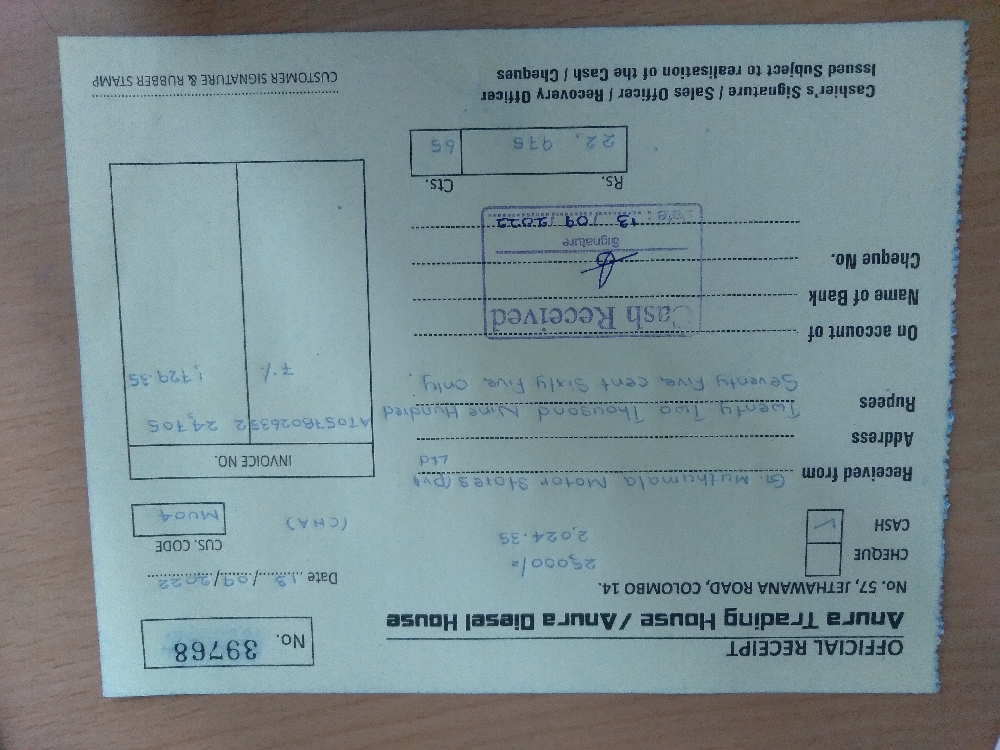 OFFICIAL RECEIPT
Anura Trading House / Anura Diesel House
No. 57, JETHAWANA ROAD, COLOMBO 14.
No. 39768
CHEQUE
CASH ✓
25,000/=
2,024.35
Date 13/09/2022
CUS. CODE
(CHA) MU04
Received from G. Muthumala Motor Stores (pvt
Ltd
Address
Rupees Twenty Two Thousand Nine Hundred
Seventy Five, cent Sixty Five only.
INVOICE NO.
AT057B026352 24,705
7% 1,729.35
On account of
Name of Bank
Cheque No.
Cash Received
Signature
Date: 13/09/2022
Rs. Cts.
22,975 65
Cashier's Signature / Sales Officer / Recovery Officer
Issued Subject to realisation of the Cash / Cheques
CUSTOMER SIGNATURE & RUBBER STAMP